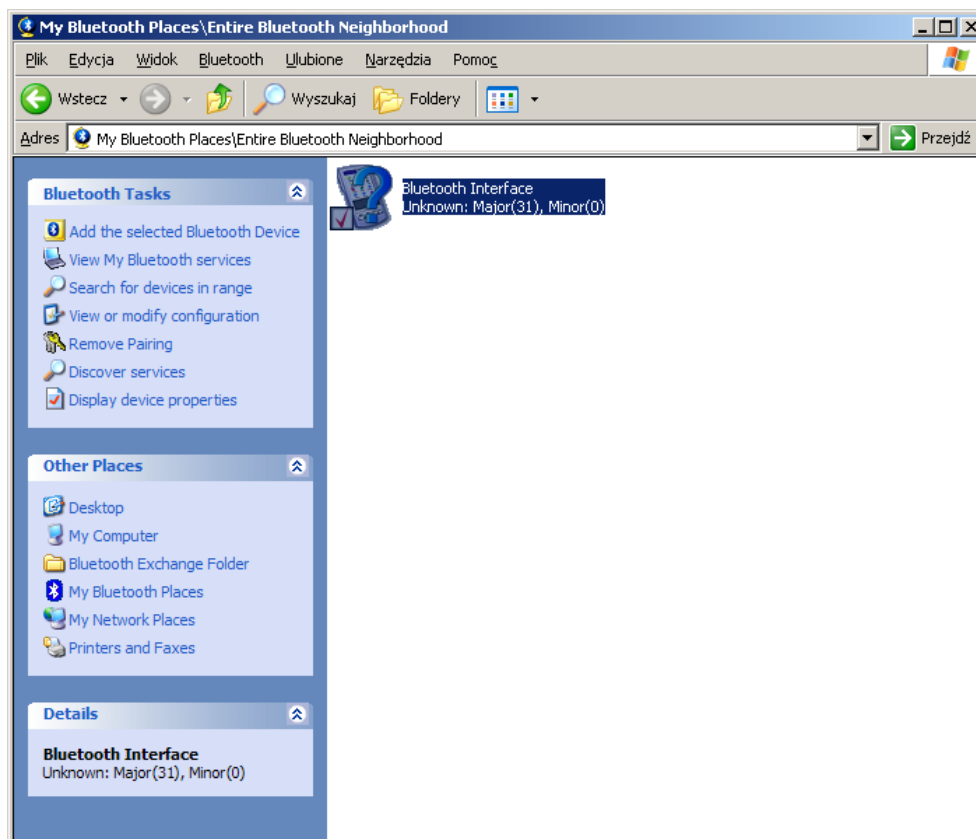 My Bluetooth Places\Entire Bluetooth Neighborhood
Plik Edycja Widok Bluetooth Ulubione Narzędzia Pomoc
Wstecz Wyszukaj Foldery
Adres My Bluetooth Places\Entire Bluetooth Neighborhood Przejdź
Bluetooth Tasks
Add the selected Bluetooth Device
View My Bluetooth services
Search for devices in range
View or modify configuration
Remove Pairing
Discover services
Display device properties
Other Places
Desktop
My Computer
Bluetooth Exchange Folder
My Bluetooth Places
My Network Places
Printers and Faxes
Details
Bluetooth Interface
Unknown: Major(31), Minor(0)
Bluetooth Interface
Unknown: Major(31), Minor(0)